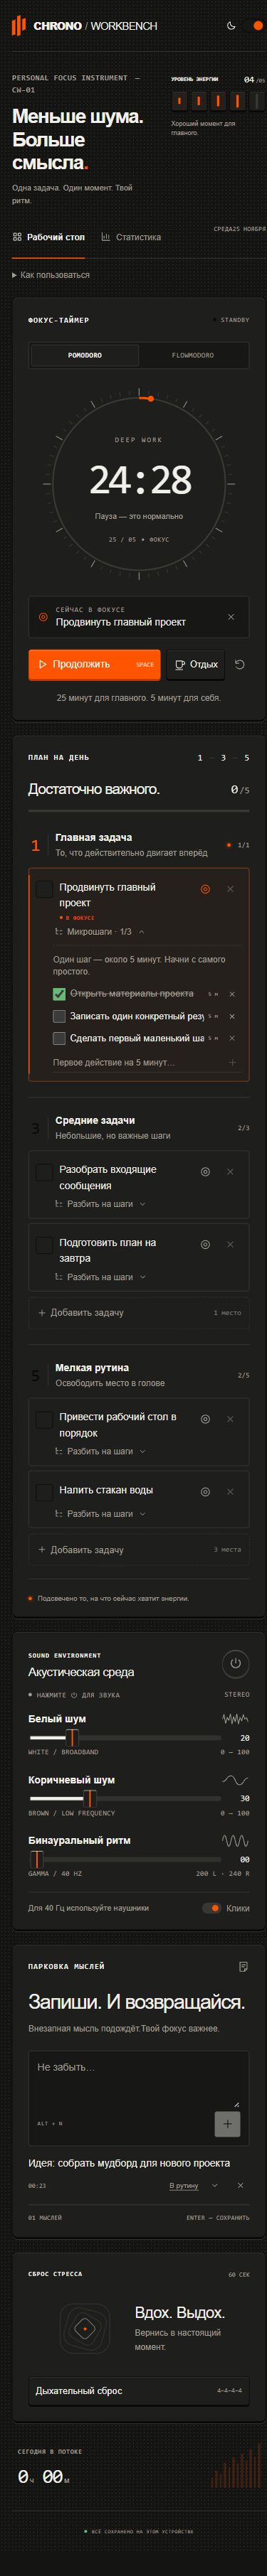 CHRONO / WORKBENCH
PERSONAL FOCUS INSTRUMENT —
CW—01
Меньше шума.
Больше
смысла.
Одна задача. Один момент. Твой
ритм.
УРОВЕНЬ ЭНЕРГИИ 04 /05
Хороший момент для
главного.
Рабочий стол Статистика
СРЕДА 25 НОЯБРЯ
Как пользоваться
ФОКУС-ТАЙМЕР STANDBY
POMODORO FLOWMODORO
DEEP WORK
24:28
Пауза — это нормально
25 / 05 • ФОКУС
СЕЙЧАС В ФОКУСЕ
Продвинуть главный проект
Продолжить SPACE Отдых
25 минут для главного. 5 минут для себя.
ПЛАН НА ДЕНЬ 1 – 3 – 5
Достаточно важного. 0/5
1 Главная задача
То, что действительно двигает вперёд 1/1
Продвинуть главный
проект
В ФОКУСЕ
Микрошаги · 1/3
Один шаг — около 5 минут. Начни с самого
простого.
Открыть материалы проекта 5 м
Записать один конкретный резу 5 м
Сделать первый маленький ша 5 м
Первое действие на 5 минут…
3 Средние задачи
Небольшие, но важные шаги 2/3
Разобрать входящие
сообщения
Разбить на шаги
Подготовить план на
завтра
Разбить на шаги
Добавить задачу 1 место
5 Мелкая рутина
Освободить место в голове 2/5
Привести рабочий стол в
порядок
Разбить на шаги
Налить стакан воды
Разбить на шаги
Добавить задачу 3 места
Подсвечено то, на что сейчас хватит энергии.
SOUND ENVIRONMENT
Акустическая среда
НАЖМИТЕ ⏻ ДЛЯ ЗВУКА STEREO
Белый шум
20
WHITE / BROADBAND 0 — 100
Коричневый шум
30
BROWN / LOW FREQUENCY 0 — 100
Бинауральный ритм
00
GAMMA / 40 HZ 200 L · 240 R
Для 40 Гц используйте наушники Клики
ПАРКОВКА МЫСЛЕЙ
Запиши. И возвращайся.
Внезапная мысль подождёт.Твой фокус важнее.
Не забыть…
ALT + N
Идея: собрать мудборд для нового проекта
00:23 В рутину
01 МЫСЛЕЙ ENTER — СОХРАНИТЬ
СБРОС СТРЕССА 60 СЕК
Вдох. Выдох.
Вернись в настоящий
момент.
Дыхательный сброс 4—4—4—4
СЕГОДНЯ В ПОТОКЕ
0 ч 00 м
ВСЁ СОХРАНЕНО НА ЭТОМ УСТРОЙСТВЕ